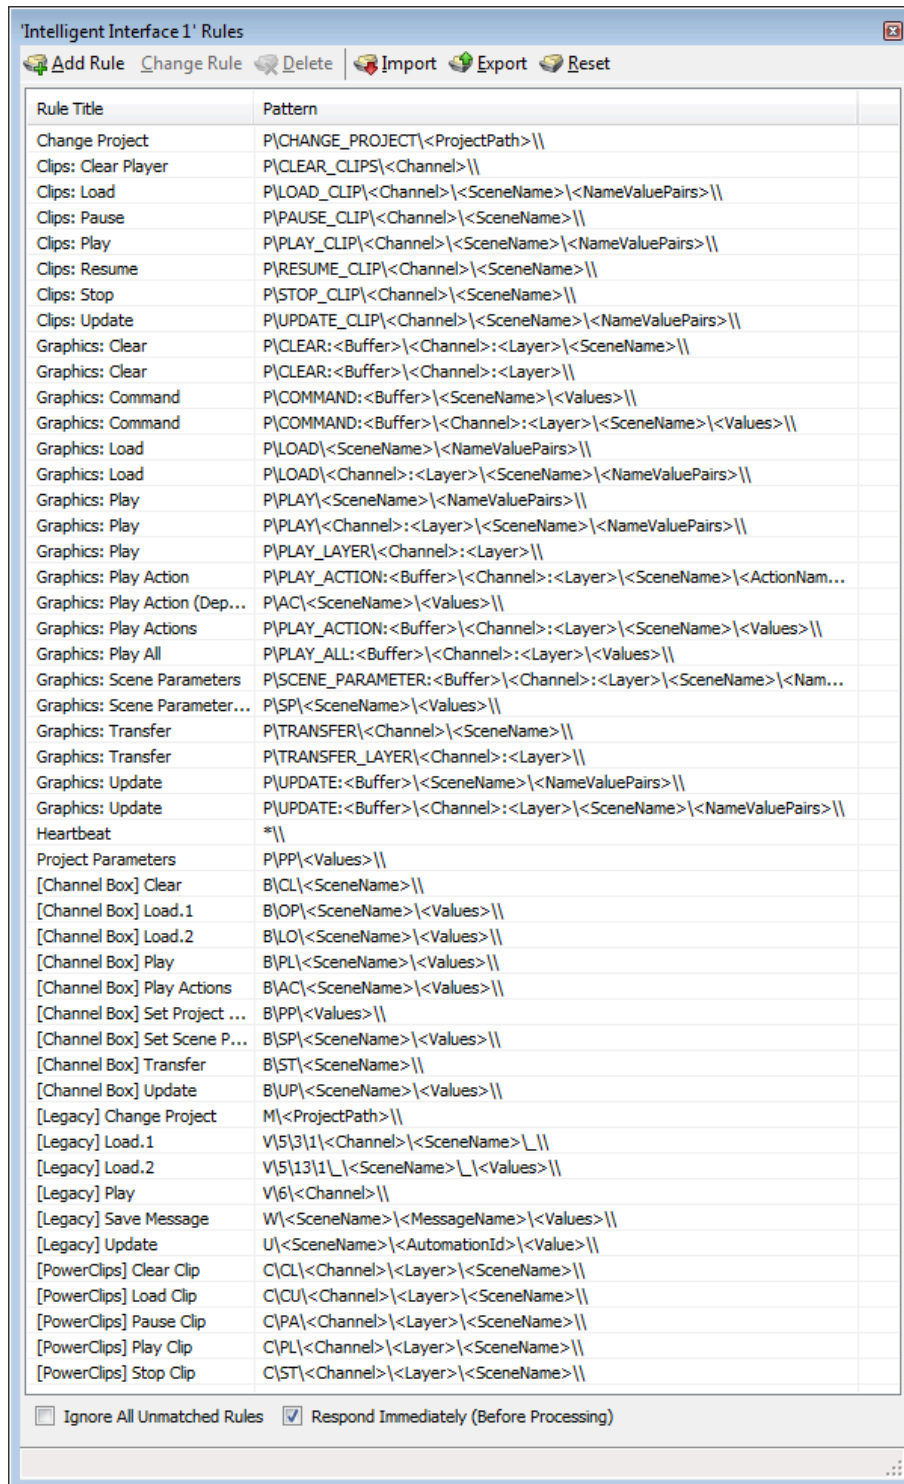 'Intelligent Interface 1' Rules
Add Rule Change Rule Delete Import Export Reset
Rule Title Pattern
Change Project P\CHANGE_PROJECT\<ProjectPath>\\
Clips: Clear Player P\CLEAR_CLIPS\<Channel>\\
Clips: Load P\LOAD_CLIP\<Channel>\<SceneName>\<NameValuePairs>\\
Clips: Pause P\PAUSE_CLIP\<Channel>\<SceneName>\\
Clips: Play P\PLAY_CLIP\<Channel>\<SceneName>\<NameValuePairs>\\
Clips: Resume P\RESUME_CLIP\<Channel>\<SceneName>\\
Clips: Stop P\STOP_CLIP\<Channel>\<SceneName>\\
Clips: Update P\UPDATE_CLIP\<Channel>\<SceneName>\<NameValuePairs>\\
Graphics: Clear P\CLEAR:<Buffer>\<Channel>:<Layer>\<SceneName>\\
Graphics: Clear P\CLEAR:<Buffer>\<Channel>:<Layer>\\
Graphics: Command P\COMMAND:<Buffer>\<SceneName>\<Values>\\
Graphics: Command P\COMMAND:<Buffer>\<Channel>:<Layer>\<SceneName>\<Values>\\
Graphics: Load P\LOAD\<SceneName>\<NameValuePairs>\\
Graphics: Load P\LOAD\<Channel>:<Layer>\<SceneName>\<NameValuePairs>\\
Graphics: Play P\PLAY\<SceneName>\<NameValuePairs>\\
Graphics: Play P\PLAY\<Channel>:<Layer>\<SceneName>\<NameValuePairs>\\
Graphics: Play P\PLAY_LAYER\<Channel>:<Layer>\\
Graphics: Play Action P\PLAY_ACTION:<Buffer>\<Channel>:<Layer>\<SceneName>\<ActionNam...
Graphics: Play Action (Dep... P\AC\<SceneName>\<Values>\\
Graphics: Play Actions P\PLAY_ACTION:<Buffer>\<Channel>:<Layer>\<SceneName>\<Values>\\
Graphics: Play All P\PLAY_ALL:<Buffer>\<Channel>:<Layer>\<Values>\\
Graphics: Scene Parameters P\SCENE_PARAMETER:<Buffer>\<Channel>:<Layer>\<SceneName>\<Nam...
Graphics: Scene Parameter... P\SP\<SceneName>\<Values>\\
Graphics: Transfer P\TRANSFER\<Channel>\<SceneName>\\
Graphics: Transfer P\TRANSFER_LAYER\<Channel>:<Layer>\\
Graphics: Update P\UPDATE:<Buffer>\<SceneName>\<NameValuePairs>\\
Graphics: Update P\UPDATE:<Buffer>\<Channel>:<Layer>\<SceneName>\<NameValuePairs>\\
Heartbeat *\\
Project Parameters P\PP\<Values>\\
[Channel Box] Clear B\CL\<SceneName>\\
[Channel Box] Load.1 B\OP\<SceneName>\<Values>\\
[Channel Box] Load.2 B\LO\<SceneName>\<Values>\\
[Channel Box] Play B\PL\<SceneName>\<Values>\\
[Channel Box] Play Actions B\AC\<SceneName>\<Values>\\
[Channel Box] Set Project ... B\PP\<Values>\\
[Channel Box] Set Scene P... B\SP\<SceneName>\<Values>\\
[Channel Box] Transfer B\ST\<SceneName>\\
[Channel Box] Update B\UP\<SceneName>\<Values>\\
[Legacy] Change Project M\<ProjectPath>\\
[Legacy] Load.1 V\5\3\1\<Channel>\<SceneName>\_\\
[Legacy] Load.2 V\5\13\1\_\<SceneName>\_\<Values>\\
[Legacy] Play V\6\<Channel>\\
[Legacy] Save Message W\<SceneName>\<MessageName>\<Values>\\
[Legacy] Update U\<SceneName>\<AutomationId>\<Value>\\
[PowerClips] Clear Clip C\CL\<Channel>\<Layer>\<SceneName>\\
[PowerClips] Load Clip C\CU\<Channel>\<Layer>\<SceneName>\\
[PowerClips] Pause Clip C\PA\<Channel>\<Layer>\<SceneName>\\
[PowerClips] Play Clip C\PL\<Channel>\<Layer>\<SceneName>\\
[PowerClips] Stop Clip C\ST\<Channel>\<Layer>\<SceneName>\\
Ignore All Unmatched Rules Respond Immediately (Before Processing)